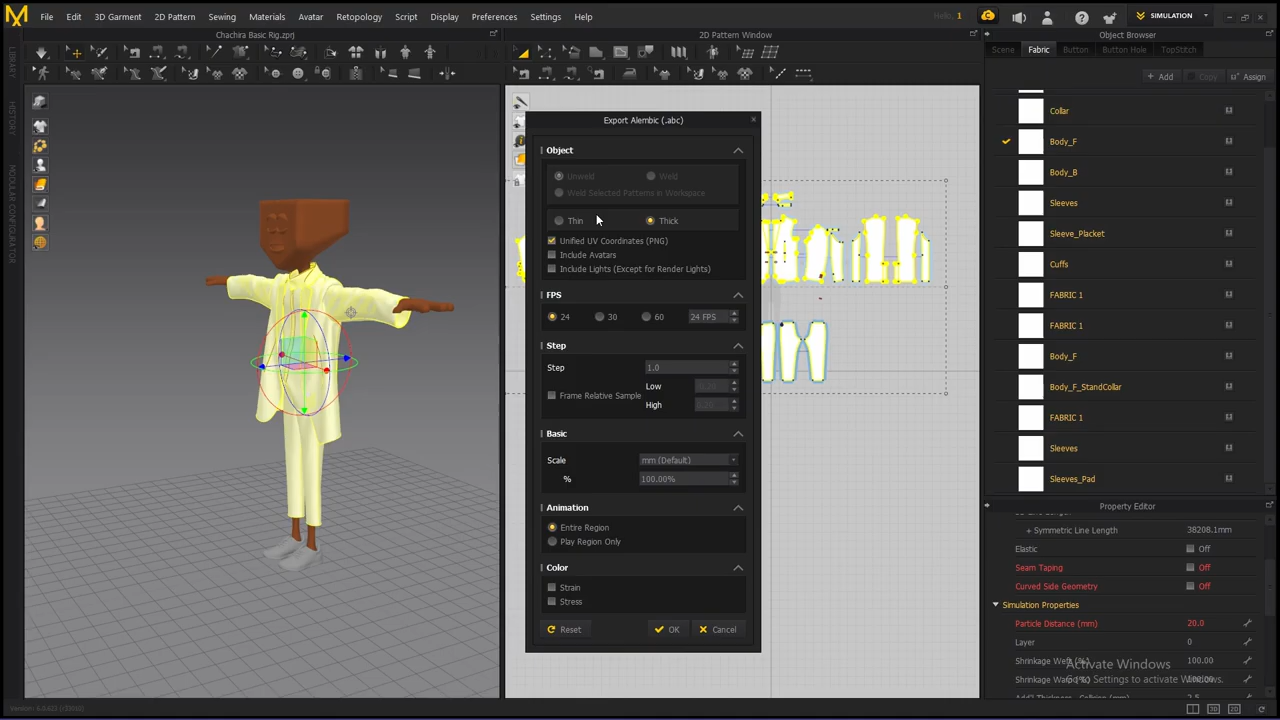 File Edit 3D Garment 2D Pattern Sewing Materials Avatar Retopology Script Display Preferences Settings Help
Hello, 1
SIMULATION
Chachira Basic Rig.zprj
2D Pattern Window
Object Browser
Scene Fabric Button Button Hole TopStitch
+ Add Copy Assign
LIBRARY
HISTORY
MODULAR CONFIGURATOR
Export Alembic (.abc)
Object
Unweld Weld
Weld Selected Patterns in Workspace
Thin Thick
Unified UV Coordinates (PNG)
Include Avatars
Include Lights (Except for Render Lights)
FPS
24 30 60 24 FPS
Step
Step 1.0
Low
Frame Relative Sample
High
Basic
Scale mm (Default)
% 100.00%
Animation
Entire Region
Play Region Only
Color
Strain
Stress
Reset OK Cancel
Collar
Body_F
Body_B
Sleeves
Sleeve_Placket
Cuffs
FABRIC 1
FABRIC 1
Body_F
Body_F_StandCollar
FABRIC 1
Sleeves
Sleeves_Pad
Property Editor
+ Symmetric Line Length 38208.1mm
Elastic Off
Seam Taping Off
Curved Side Geometry Off
Simulation Properties
Particle Distance (mm) 20.0
Layer 0
Shrinkage Weft (%) 100.00
Activate Windows
Go to Settings to activate Windows.